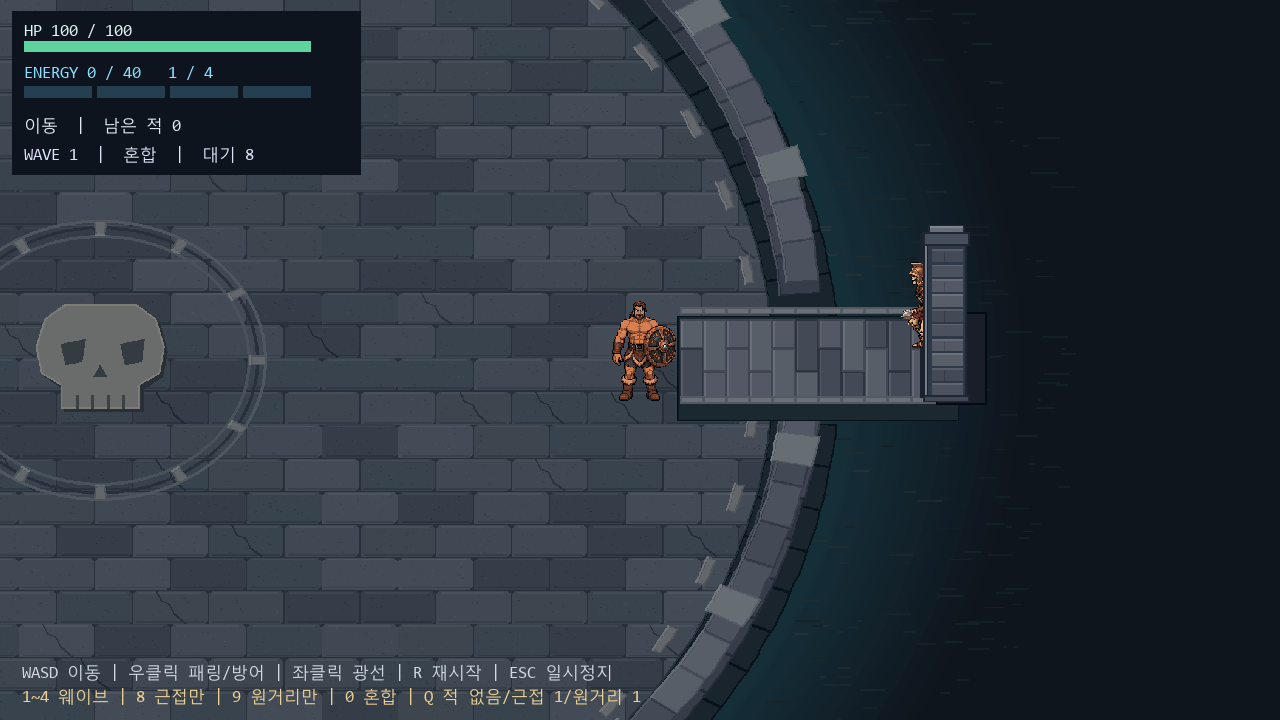 HP 100 / 100
ENERGY 0 / 40 1 / 4
이동 | 남은 적 0
WAVE 1 | 혼합 | 대기 8
WASD 이동 | 우클릭 패링/방어 | 좌클릭 광선 | R 재시작 | ESC 일시정지
1~4 웨이브 | 8 근접만 | 9 원거리만 | 0 혼합 | Q 적 없음/근접 1/원거리 1